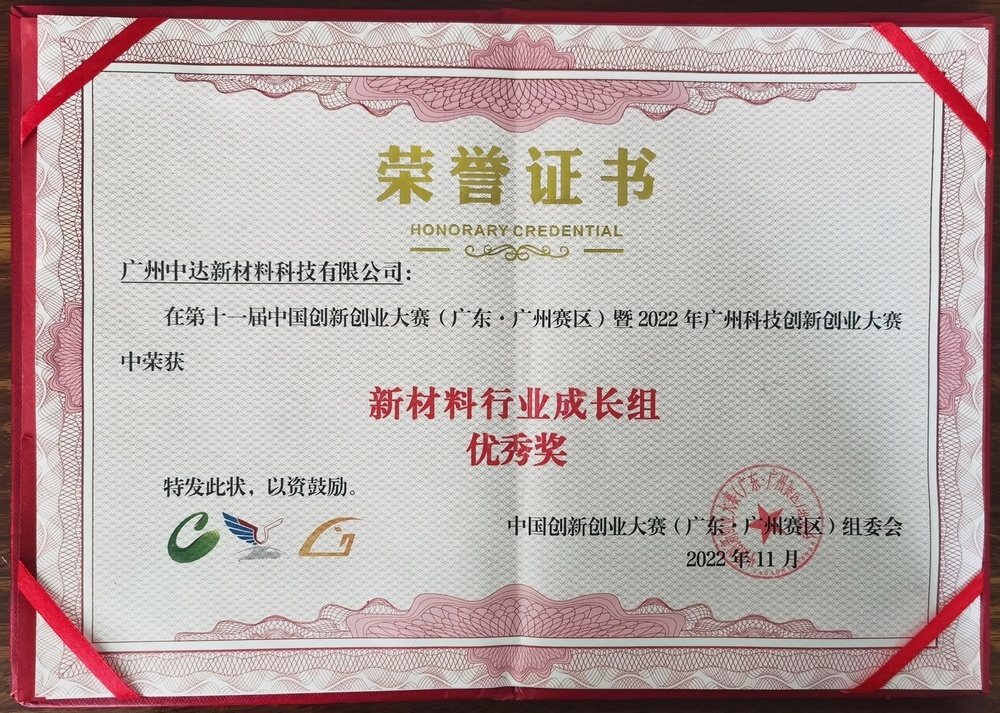 荣誉证书
HONORARY CREDENTIAL
广州中达新材料科技有限公司：
在第十一届中国创新创业大赛（广东·广州赛区）暨2022年广州科技创新创业大赛
中荣获
新材料行业成长组
优秀奖
特发此状，以资鼓励。
中国创新创业大赛（广东·广州赛区）组委会
2022年11月